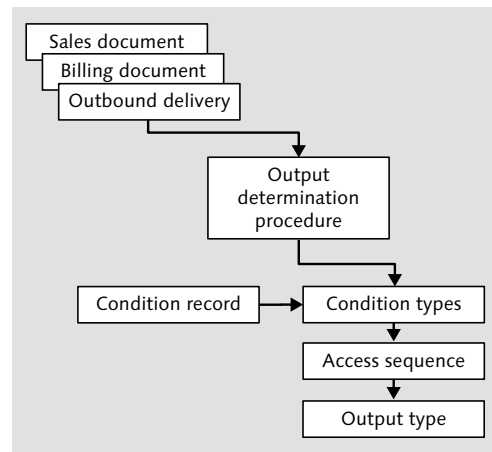 Sales document
Billing document
Outbound delivery
Output
determination
procedure
Condition record
Condition types
Access sequence
Output type